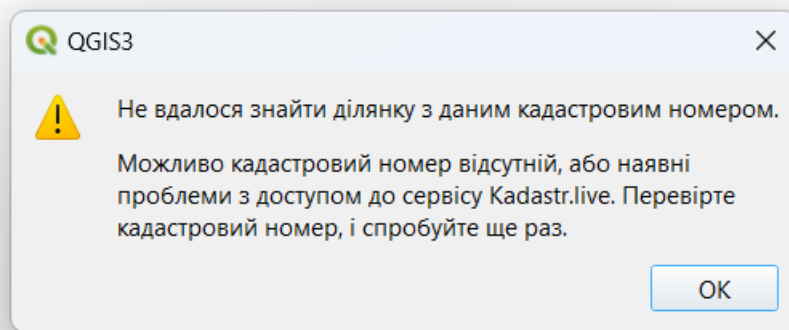 QGIS3
Не вдалося знайти ділянку з даним кадастровим номером.
Можливо кадастровий номер відсутній, або наявні
проблеми з доступом до сервісу Kadastr.live. Перевірте
кадастровий номер, і спробуйте ще раз.
OK